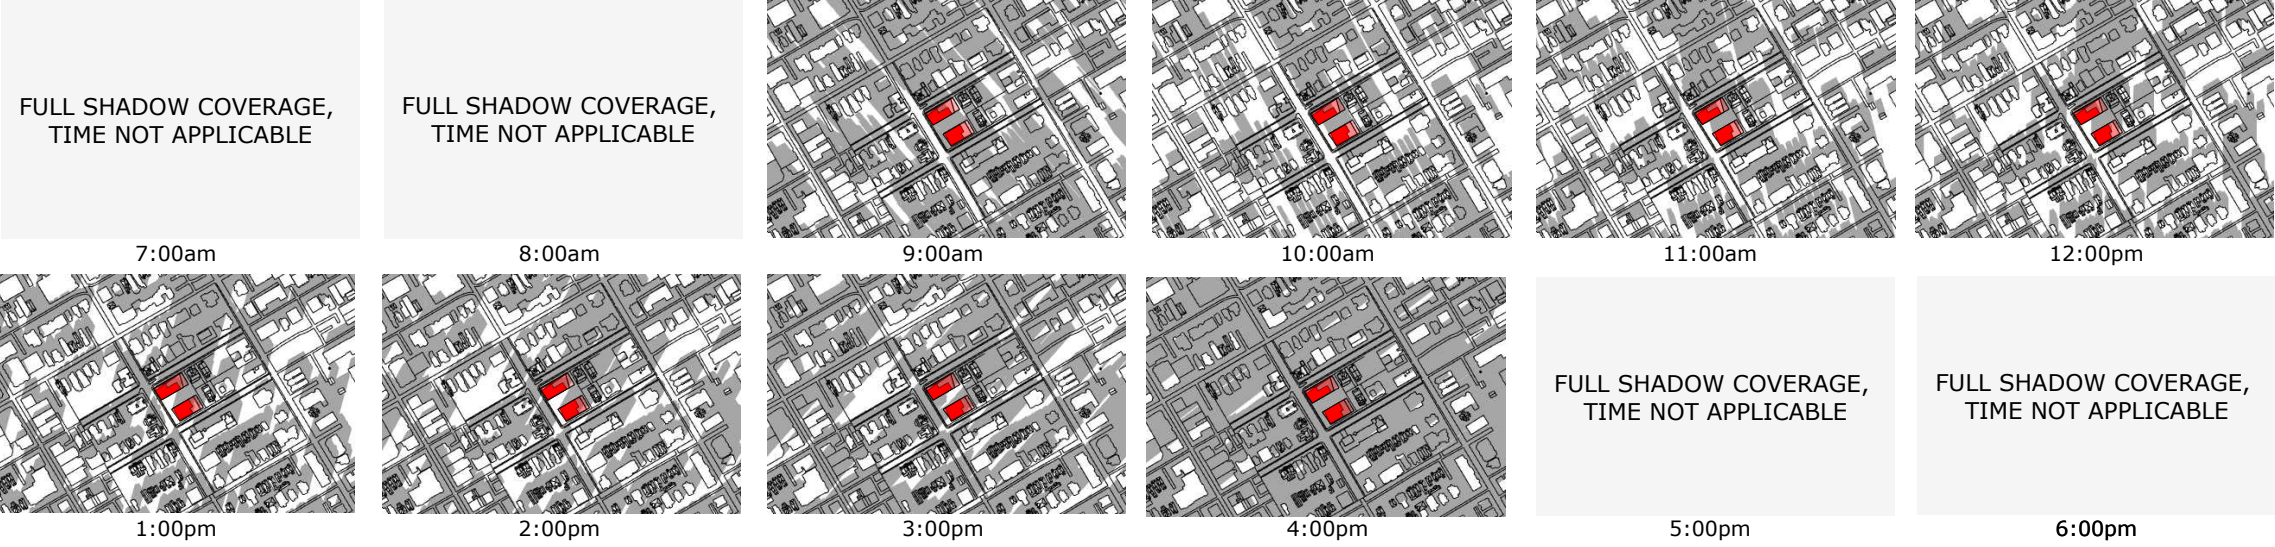 FULL SHADOW COVERAGE,
TIME NOT APPLICABLE
FULL SHADOW COVERAGE,
TIME NOT APPLICABLE
7:00am
8:00am
9:00am
10:00am
11:00am
12:00pm
FULL SHADOW COVERAGE,
TIME NOT APPLICABLE
FULL SHADOW COVERAGE,
TIME NOT APPLICABLE
1:00pm
2:00pm
3:00pm
4:00pm
5:00pm
6:00pm